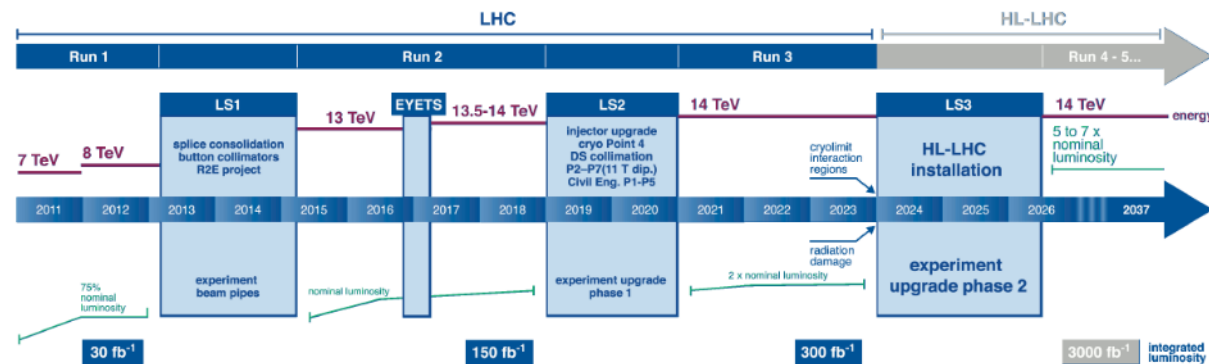 LHC
HL-LHC
Run 1
Run 2
Run 3
Run 4 - 5...
LS1
EYETS
LS2
LS3
7 TeV
8 TeV
13 TeV
13.5-14 TeV
14 TeV
14 TeV
energy
splice consolidation
button collimators
R2E project
injector upgrade
cryo Point 4
DS collimation
P2–P7(11 T dip.)
Civil Eng. P1-P5
cryolimit
interaction
regions
HL-LHC
installation
5 to 7 x
nominal
luminosity
2011
2012
2013
2014
2015
2016
2017
2018
2019
2020
2021
2022
2023
2024
2025
2026
2037
75%
nominal
luminosity
experiment
beam pipes
nominal luminosity
experiment upgrade
phase 1
2 x nominal luminosity
radiation
damage
experiment
upgrade phase 2
30 fb⁻¹
150 fb⁻¹
300 fb⁻¹
3000 fb⁻¹
integrated
luminosity